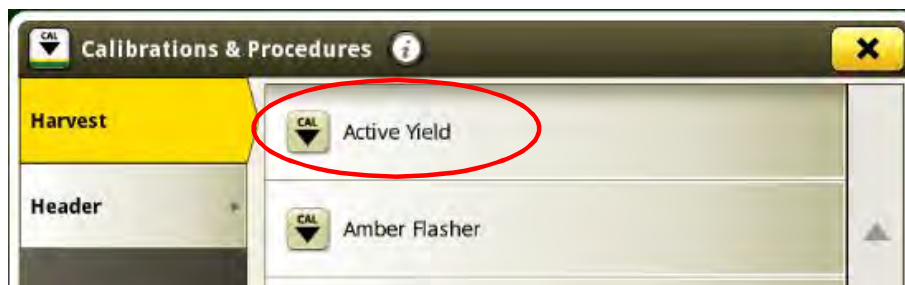 CAL
Calibrations & Procedures i
Harvest
CAL
Active Yield
Header
CAL
Amber Flasher